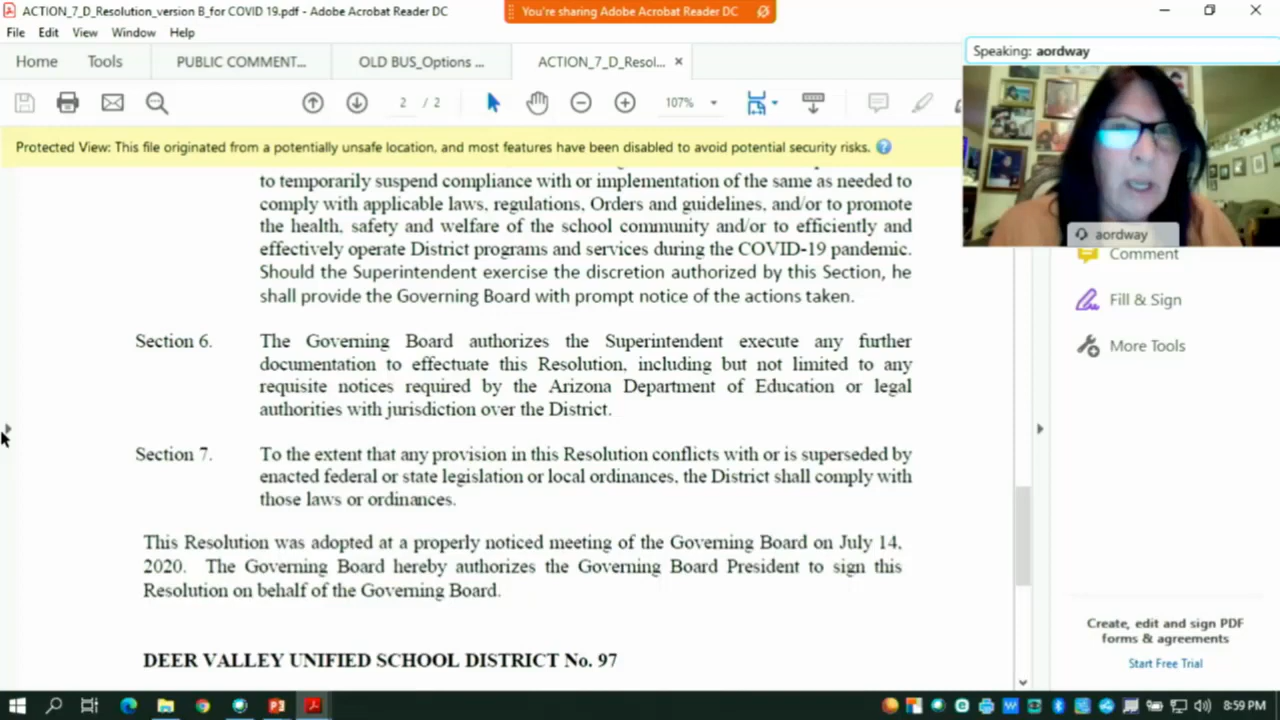 ACTION_7_D_Resolution_version B_for COVID 19.pdf - Adobe Acrobat Reader DC
You're sharing Adobe Acrobat Reader DC
File Edit View Window Help
Speaking: aordway
Home Tools PUBLIC COMMENT... OLD BUS_Options ... ACTION_7_D_Resol... ×
2 / 2 107%
Protected View: This file originated from a potentially unsafe location, and most features have been disabled to avoid potential security risks. ?
to temporarily suspend compliance with or implementation of the same as needed to
comply with applicable laws, regulations, Orders and guidelines, and/or to promote
the health, safety and welfare of the school community and/or to efficiently and
effectively operate District programs and services during the COVID-19 pandemic.
Should the Superintendent exercise the discretion authorized by this Section, he
shall provide the Governing Board with prompt notice of the actions taken.
aordway
Comment
Fill & Sign
More Tools
Section 6. The Governing Board authorizes the Superintendent execute any further
documentation to effectuate this Resolution, including but not limited to any
requisite notices required by the Arizona Department of Education or legal
authorities with jurisdiction over the District.
Section 7. To the extent that any provision in this Resolution conflicts with or is superseded by
enacted federal or state legislation or local ordinances, the District shall comply with
those laws or ordinances.
This Resolution was adopted at a properly noticed meeting of the Governing Board on July 14,
2020. The Governing Board hereby authorizes the Governing Board President to sign this
Resolution on behalf of the Governing Board.
DEER VALLEY UNIFIED SCHOOL DISTRICT No. 97
Create, edit and sign PDF
forms & agreements
Start Free Trial
8:59 PM